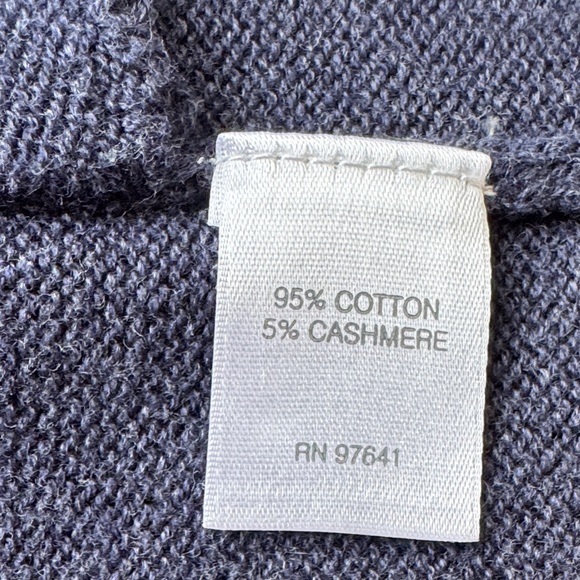 95% COTTON
5% CASHMERE
RN 97641